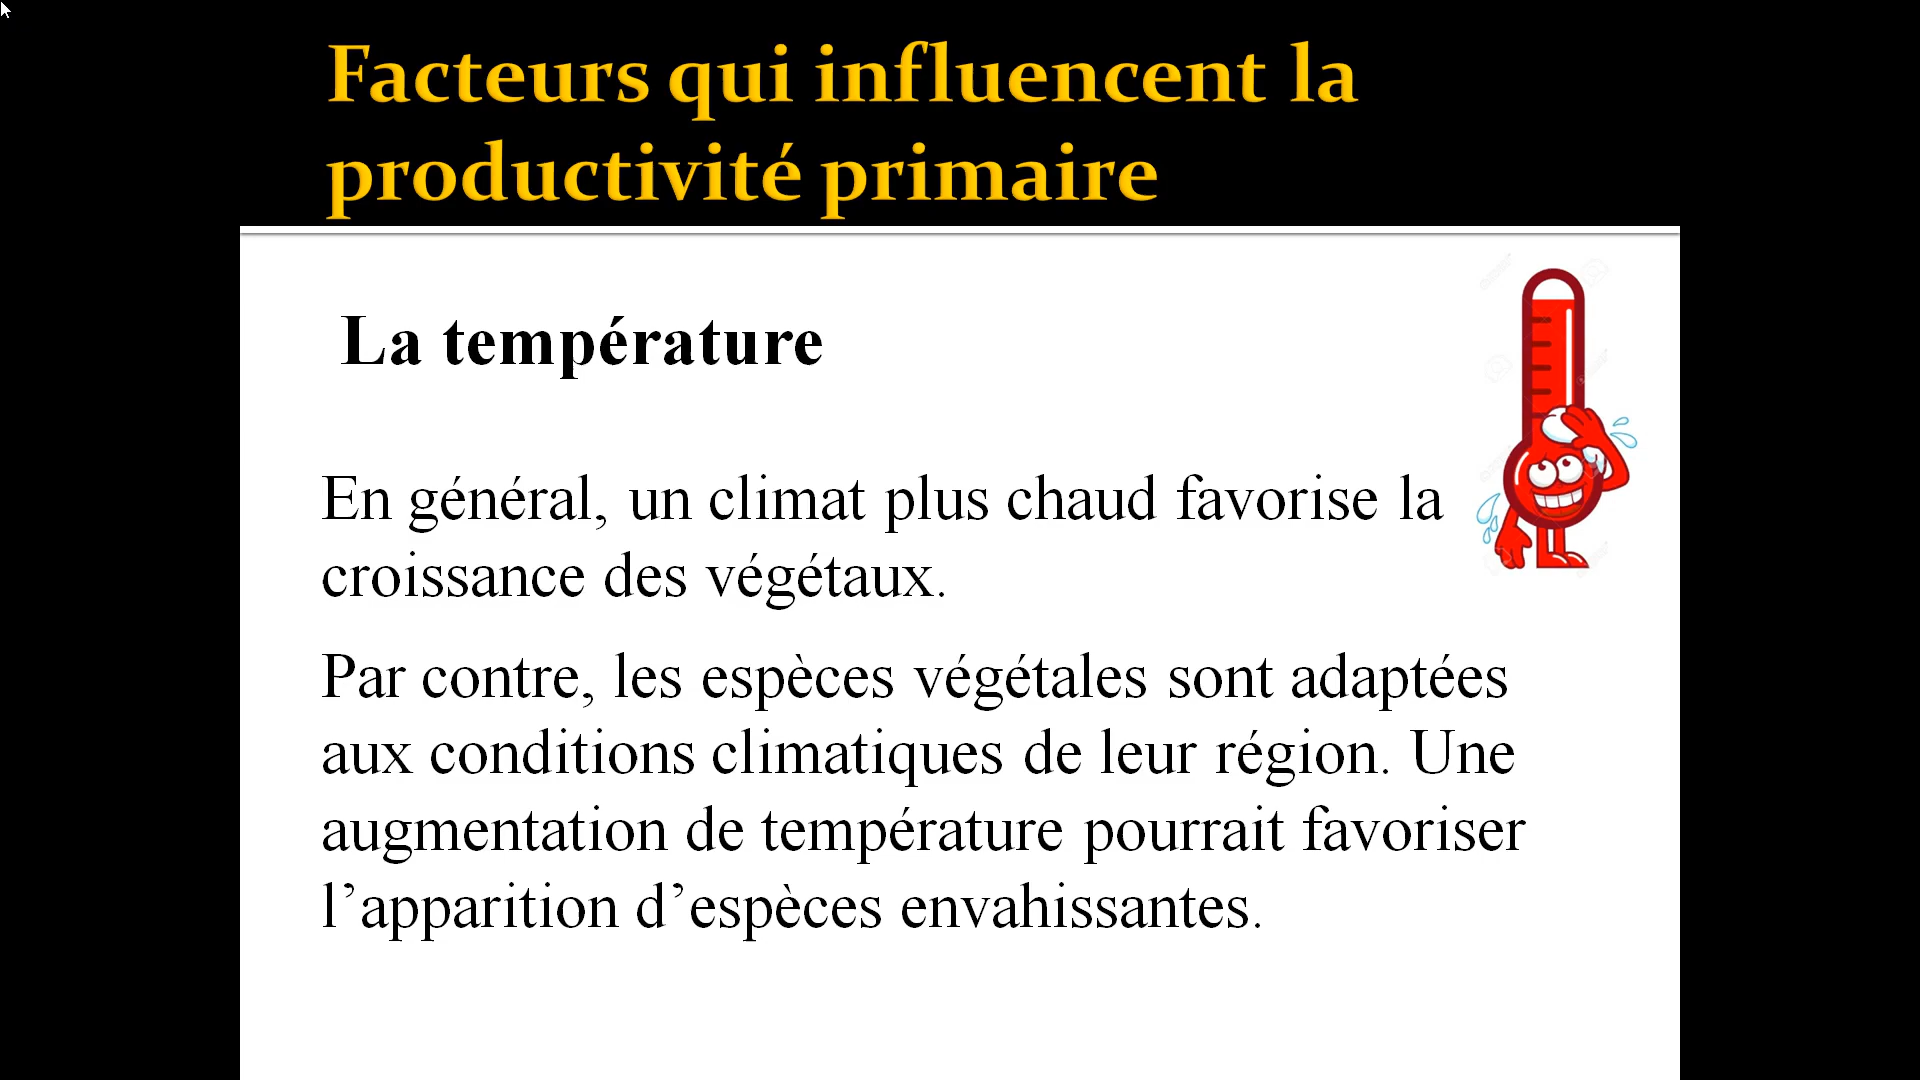 Facteurs qui influencent la
productivité primaire
La température
En général, un climat plus chaud favorise la
croissance des végétaux.
Par contre, les espèces végétales sont adaptées
aux conditions climatiques de leur région. Une
augmentation de température pourrait favoriser
l’apparition d’espèces envahissantes.